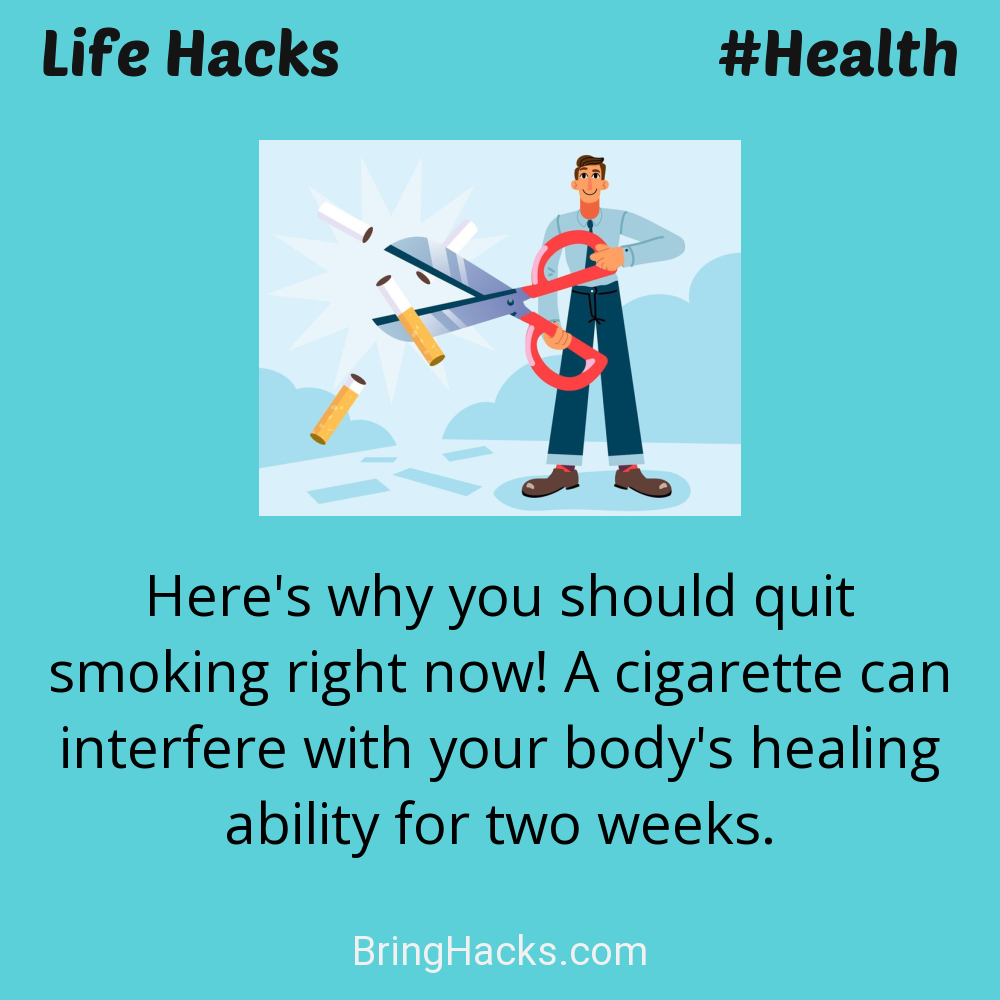 Life Hacks #Health
Here's why you should quit
smoking right now! A cigarette can
interfere with your body's healing
ability for two weeks.
BringHacks.com